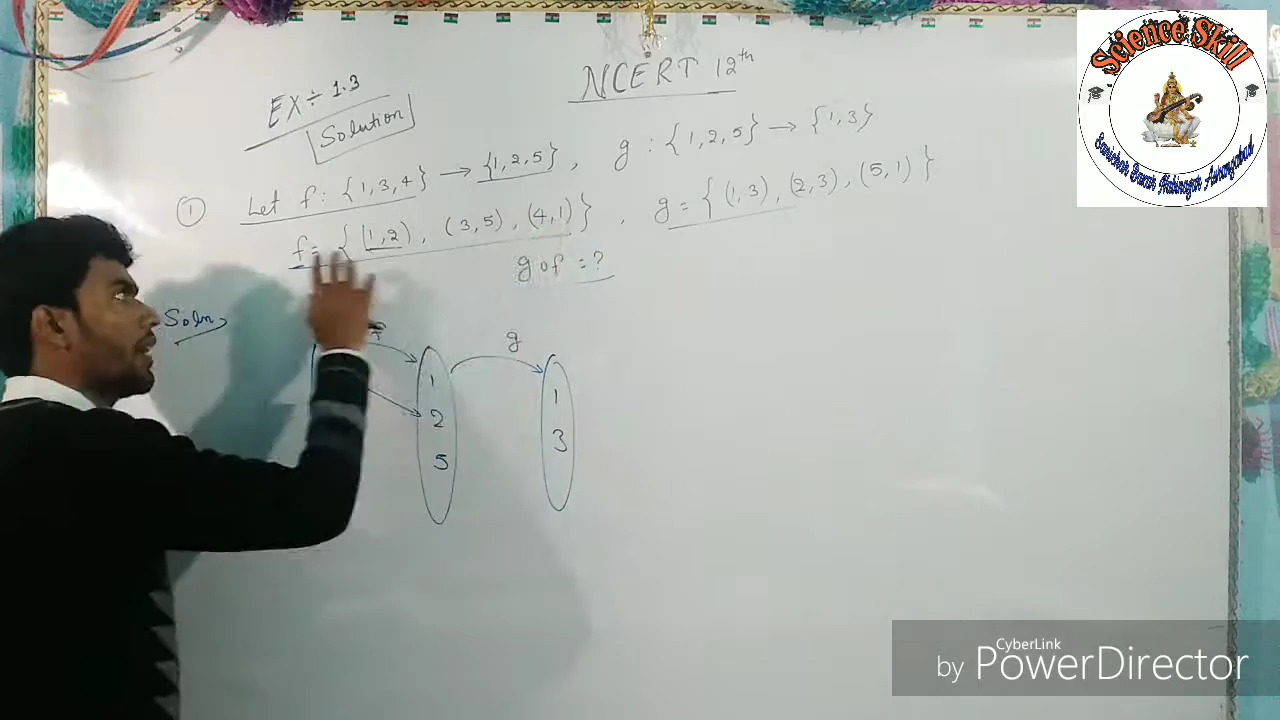 NCERT 12th
EX ÷ 1.3
Solution
① Let f : {1,3,4} → {1,2,5} , g : {1,2,5} → {1,3}
f = {(1,2), (3,5), (4,1)} , g = {(1,3), (2,3), (5,1)}
gof = ?
Soln
g
1
2
5
1
3
Science Skill
CyberLink
by PowerDirector